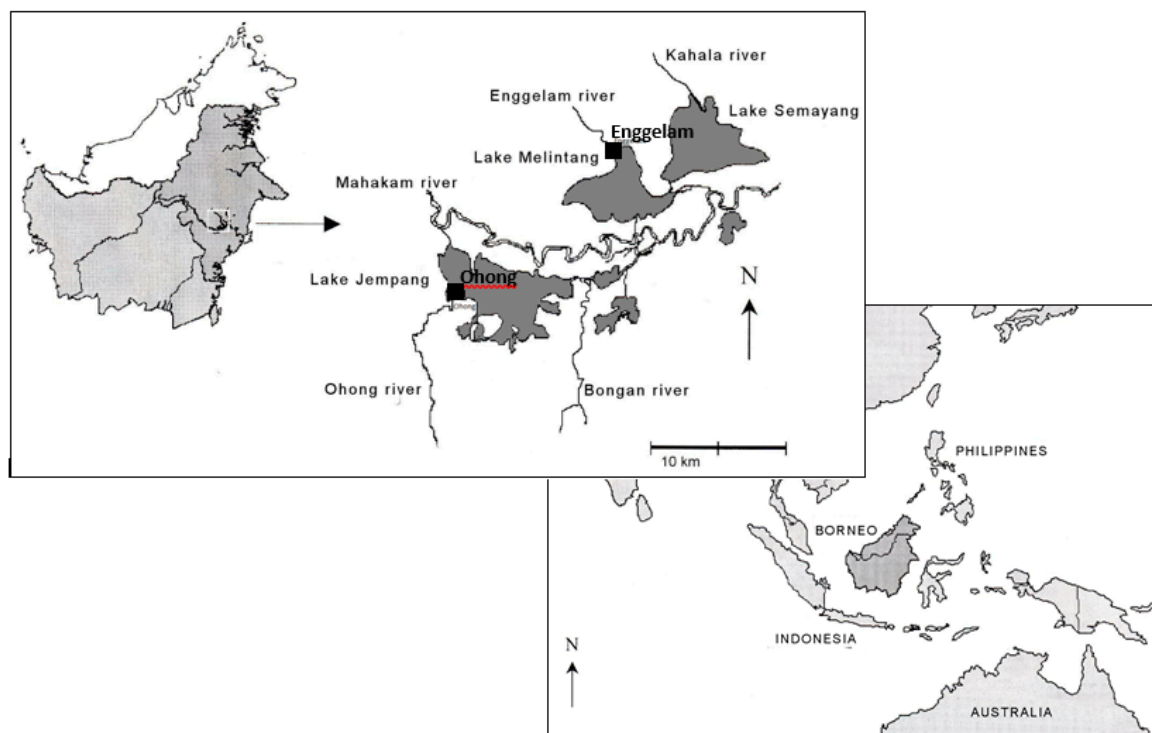 Kahala river
Enggelam river
Lake Semayang
Enggelam
Lake Melintang
Mahakam river
Lake Jempang
Ohong
Ohong
N
Ohong river
Bongan river
10 km
PHILIPPINES
BORNEO
INDONESIA
N
AUSTRALIA